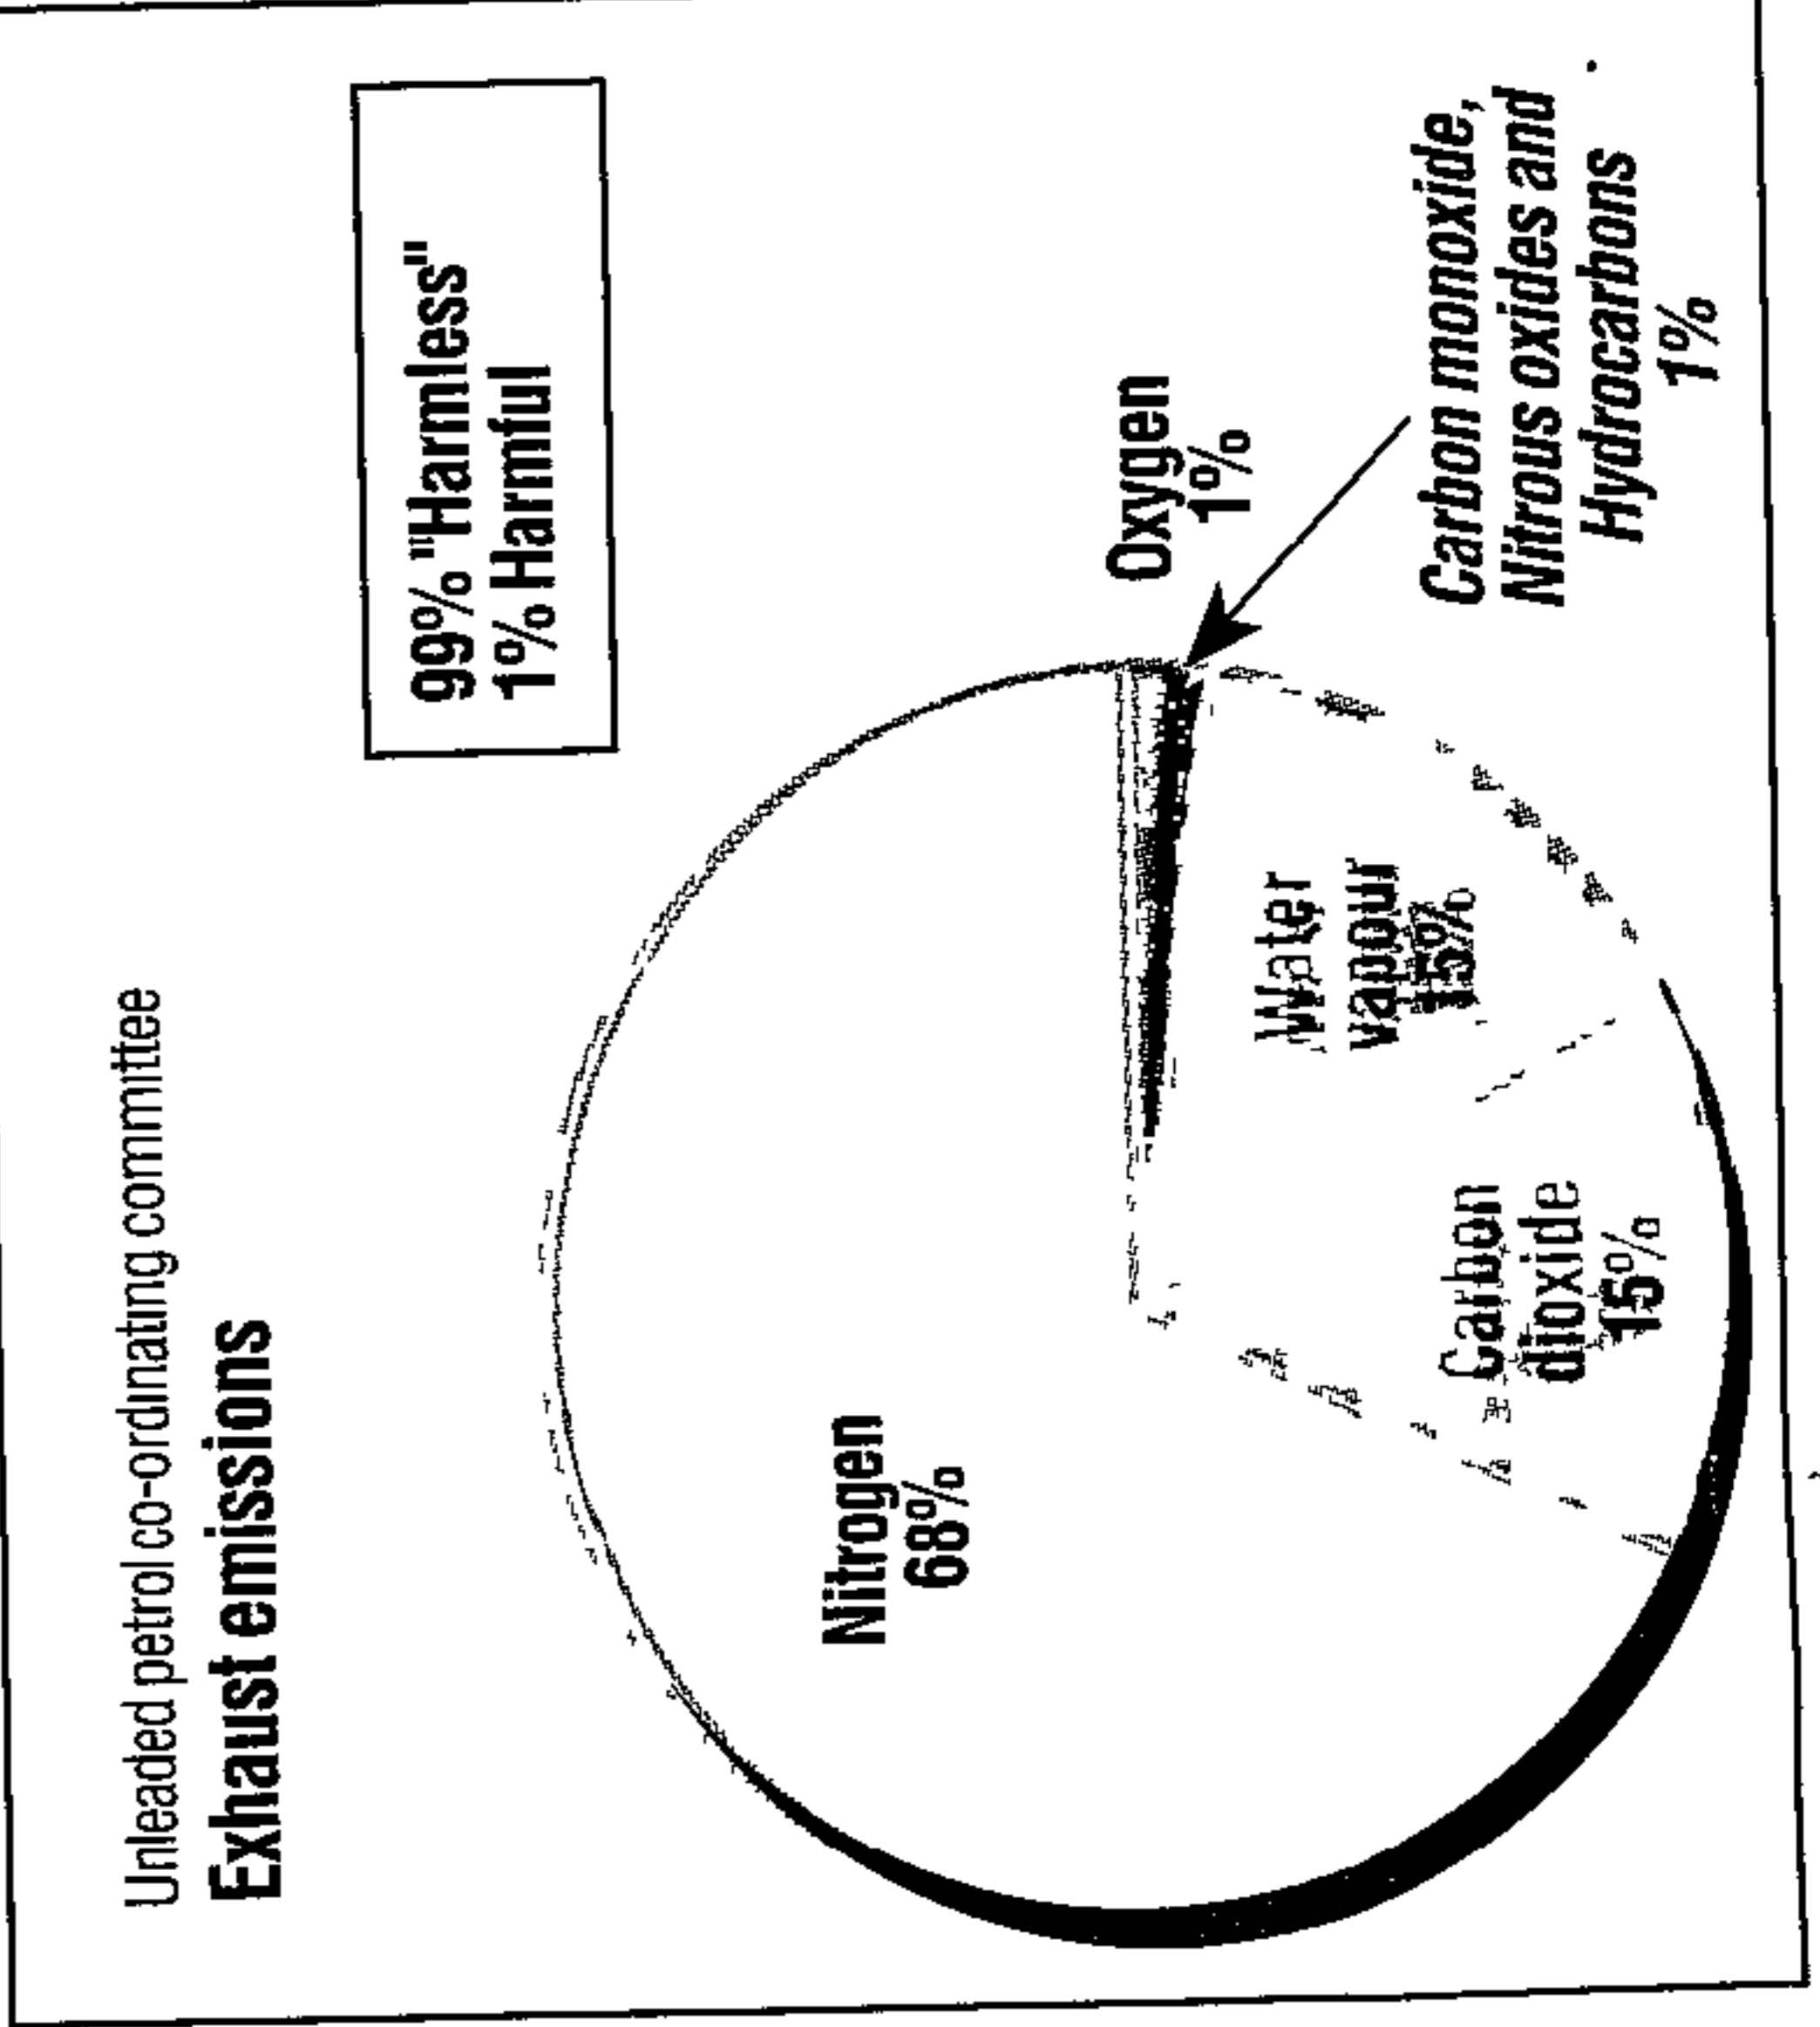 Unleaded petrol co-ordinating committee
Exhaust emissions
99% "Harmless"
1% Harmful
Nitrogen
68%
Oxygen
1%
Carbon monoxide,
Nitrous oxides and
Hydrocarbons
1%
Water
vapour
15%
Carbon
dioxide
15%